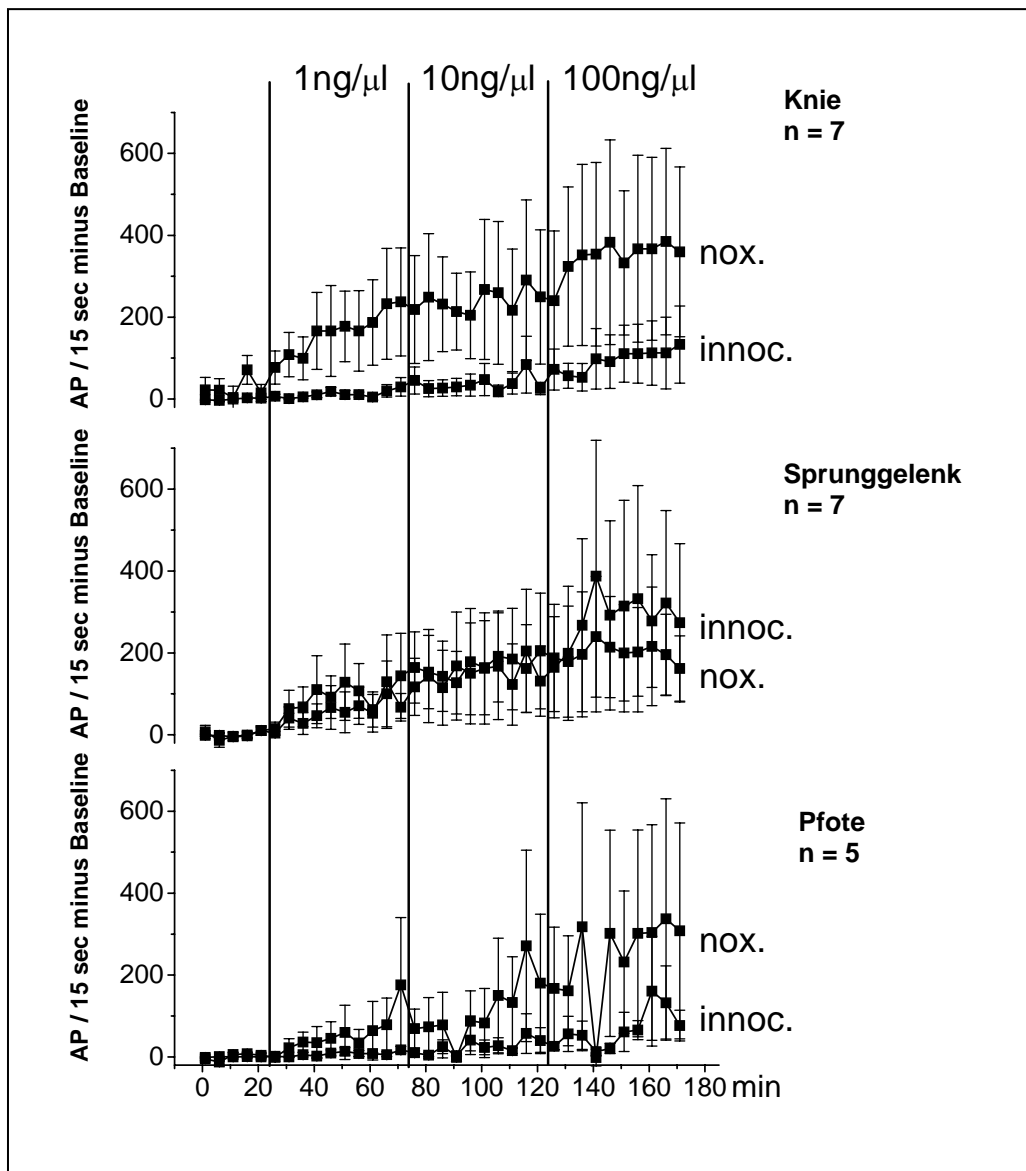 1ng/μl 10ng/μl 100ng/μl
Knie
n = 7
AP / 15 sec minus Baseline
600
400
200
0
nox.
innoc.
Sprunggelenk
n = 7
AP / 15 sec minus Baseline
600
400
200
0
innoc.
nox.
Pfote
n = 5
AP / 15 sec minus Baseline
600
400
200
0
nox.
innoc.
0 20 40 60 80 100 120 140 160 180 min